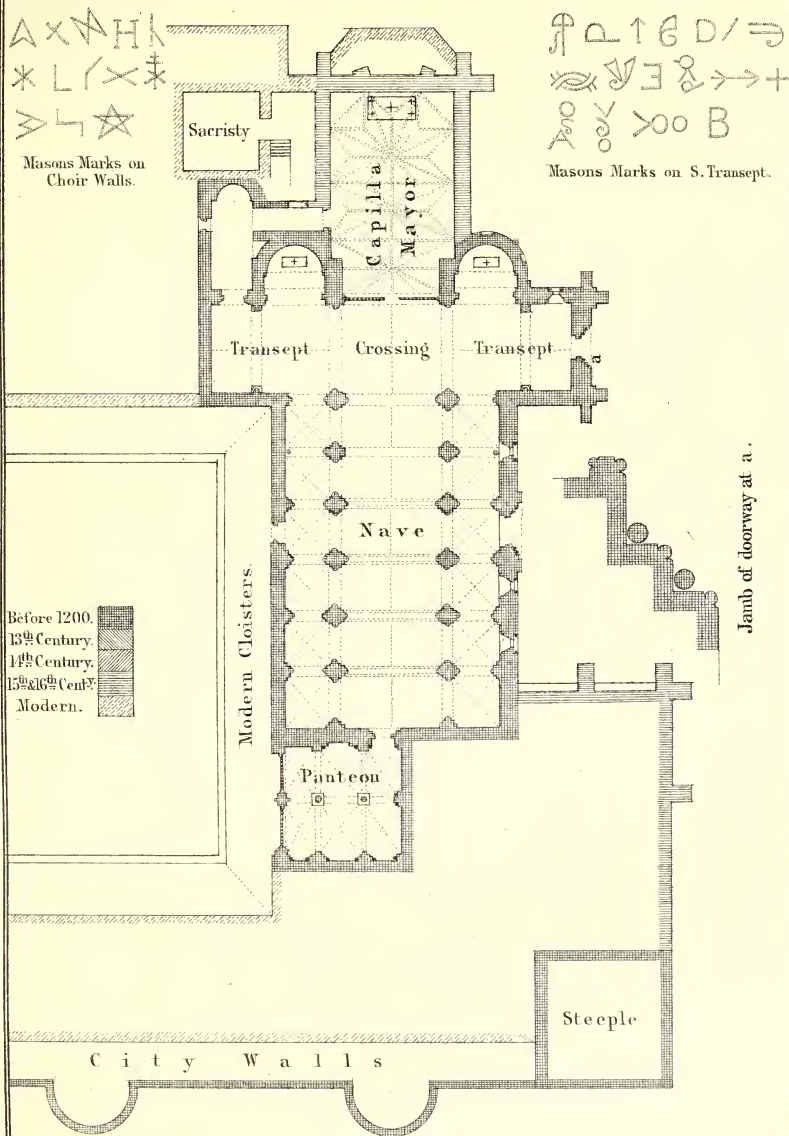 Masons Marks on
Choir Walls.
Masons Marks on S. Transept.
Sacristy
Capilla
Mayor
Transept
Crossing
Transept
a
Nave
Jamb of doorway at a.
Modern Cloisters.
Before 1200.
13th Century.
14th Century.
15th & 16th Centy.
Modern.
Panteon
Steeple
City Walls